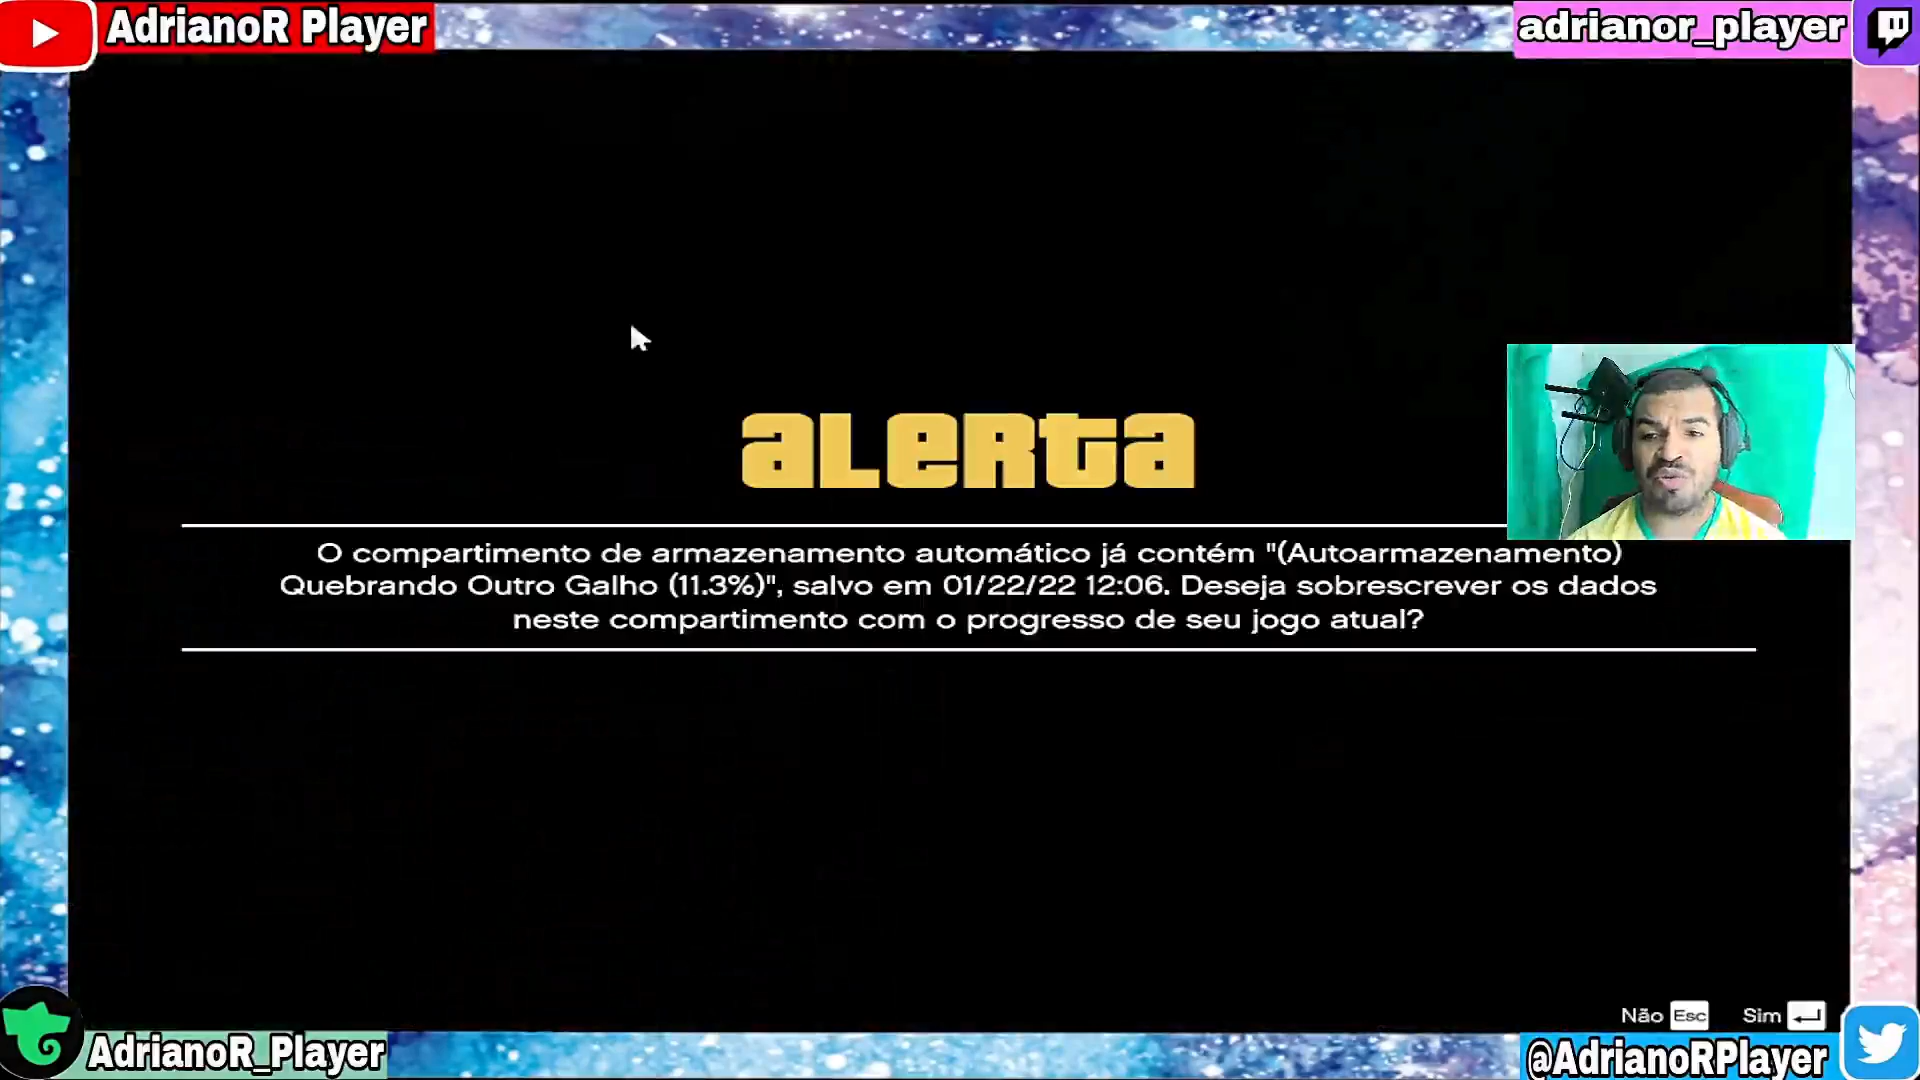 AdrianoR Player
adrianor_player
aLeRta
O compartimento de armazenamento automático já contém "(Autoarmazenamento)
Quebrando Outro Galho (11.3%)", salvo em 01/22/22 12:06. Deseja sobrescrever os dados
neste compartimento com o progresso de seu jogo atual?
Não Esc Sim
AdrianoR_Player
@AdrianoRPlayer